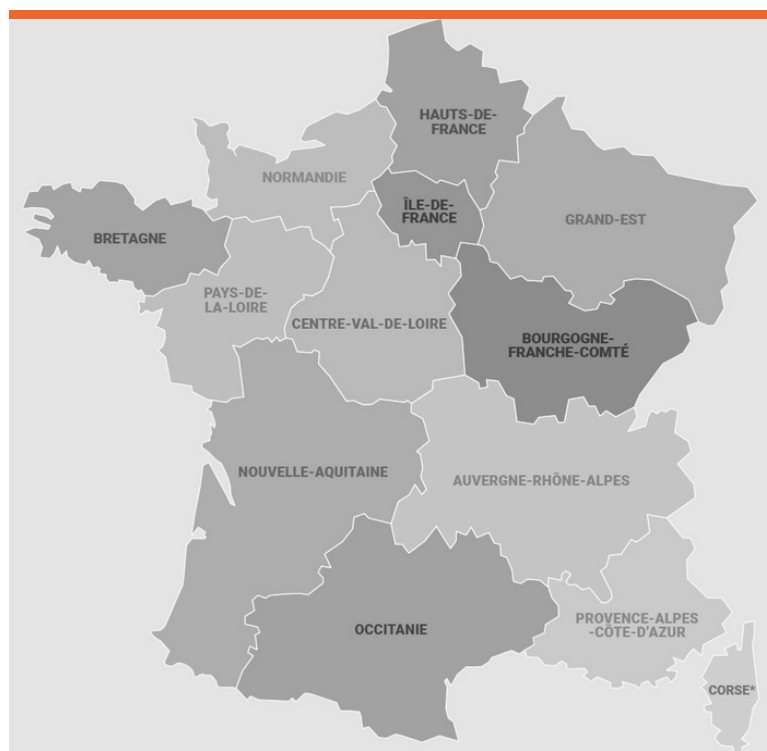 HAUTS-DE-
FRANCE
NORMANDIE
ÎLE-DE-
FRANCE
GRAND-EST
BRETAGNE
PAYS-DE-
LA-LOIRE
CENTRE-VAL-DE-LOIRE
BOURGOGNE-
FRANCHE-COMTÉ
NOUVELLE-AQUITAINE
AUVERGNE-RHÔNE-ALPES
OCCITANIE
PROVENCE-ALPES
-CÔTE-D'AZUR
CORSE*